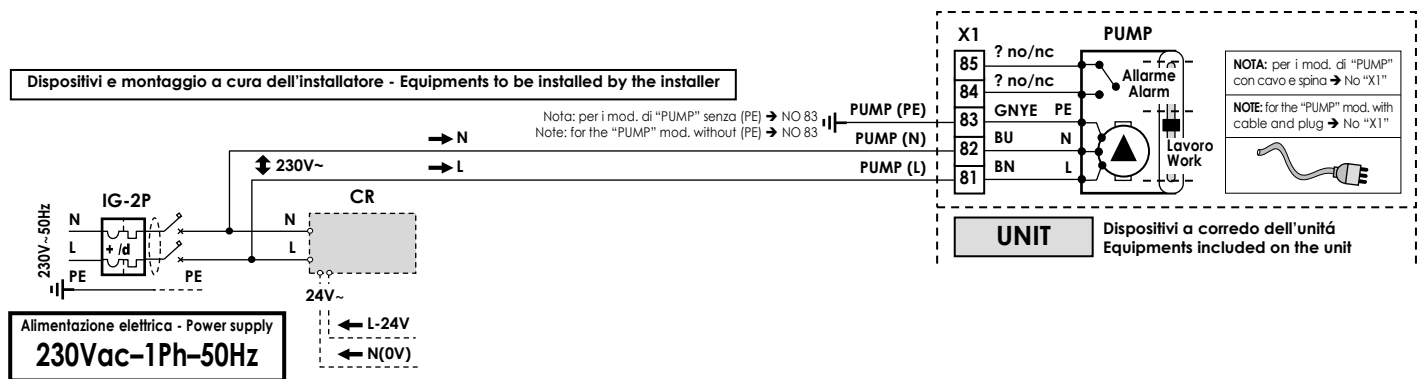 Dispositivi e montaggio a cura dell'installatore - Equipments to be installed by the installer
Nota: per i mod. di “PUMP” senza (PE) ➔ NO 83
Note: for the “PUMP” mod. without (PE) ➔ NO 83
PUMP (PE)
PUMP (N)
PUMP (L)
➔ N
230V~
➔ L
X1
PUMP
85
? no/nc
84
? no/nc
83
GNYE
PE
82
BU
N
81
BN
L
Allarme
Alarm
Lavoro
Work
NOTA: per i mod. di “PUMP”
con cavo e spina ➔ No “X1”
NOTE: for the “PUMP” mod. with
cable and plug ➔ No “X1”
UNIT
Dispositivi a corredo dell'unitá
Equipments included on the unit
IG-2P
CR
230V~50Hz
N
L
PE
+ /d
PE
N
L
24V~
L-24V
N(0V)
Alimentazione elettrica - Power supply
230Vac–1Ph–50Hz